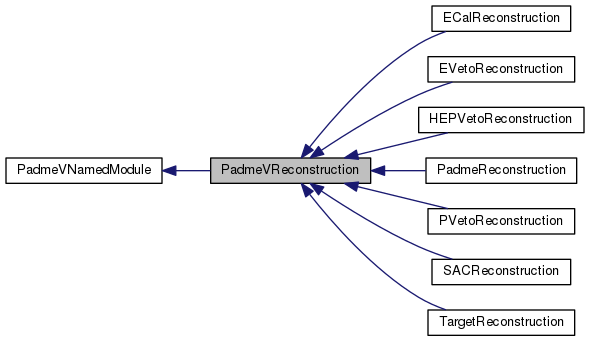 ECalReconstruction
EVetoReconstruction
HEPVetoReconstruction
PadmeVNamedModule
PadmeVReconstruction
PadmeReconstruction
PVetoReconstruction
SACReconstruction
TargetReconstruction